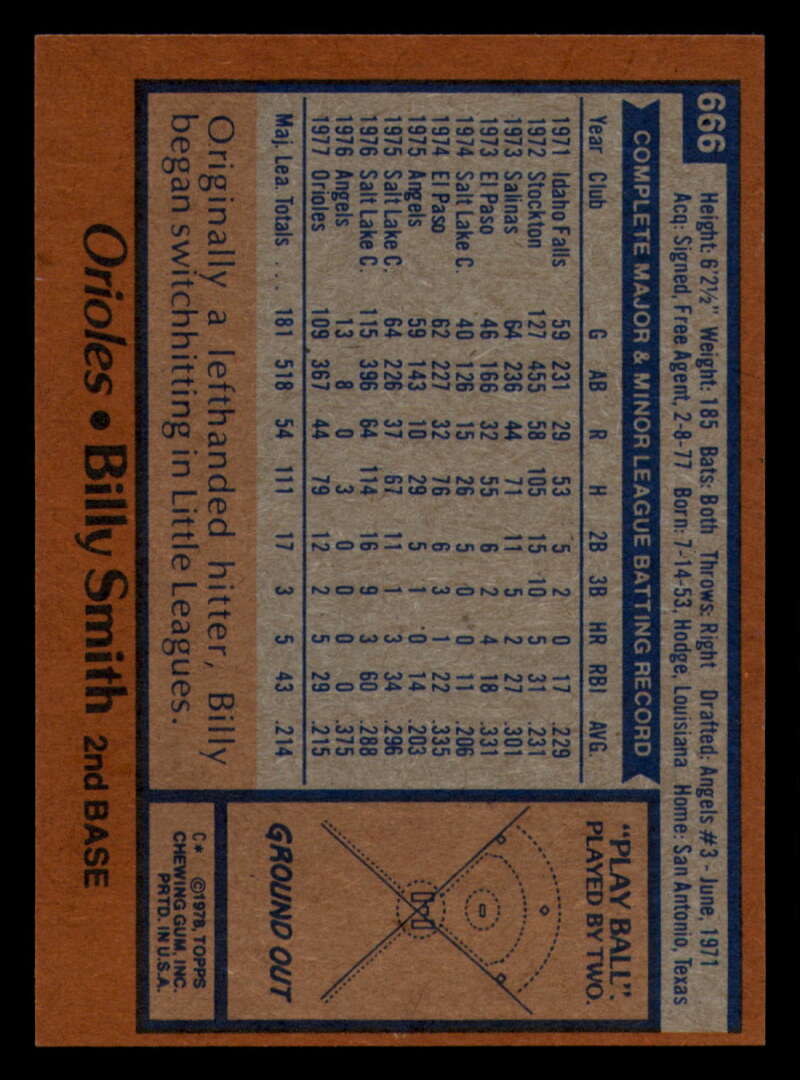 666
Height: 6'2½" Weight: 185 Bats: Both Throws: Right Drafted: Angels #3 - June, 1971
Acq: Signed, Free Agent, 2-8-77 Born: 7-14-53, Hodge, Louisiana Home: San Antonio, Texas
COMPLETE MAJOR & MINOR LEAGUE BATTING RECORD
Year Club G AB R H 2B 3B HR RBI AVG.
1971 Idaho Falls 59 231 29 53 5 2 0 17 .229
1972 Stockton 127 455 58 105 15 10 5 31 .231
1973 Salinas 64 236 44 71 11 5 2 27 .301
1973 El Paso 46 166 32 55 6 2 4 18 .331
1974 Salt Lake C. 40 126 15 26 5 0 0 11 .206
1974 El Paso 62 227 32 76 6 3 1 22 .335
1975 Angels 59 143 10 29 5 1 0 14 .203
1975 Salt Lake C. 64 226 37 67 11 1 3 34 .296
1976 Salt Lake C. 115 396 64 114 16 9 3 60 .288
1976 Angels 13 8 0 3 0 0 0 0 .375
1977 Orioles 109 367 44 79 12 2 5 29 .215
Maj. Lea. Totals . . . 181 518 54 111 17 3 5 43 .214
Originally a lefthanded hitter, Billy
began switchhitting in Little Leagues.
"PLAY BALL".
PLAYED BY TWO.
GROUND OUT
C* ©1978, TOPPS
CHEWING GUM, INC.
PRTD. IN U.S.A.
Orioles • Billy Smith 2nd BASE